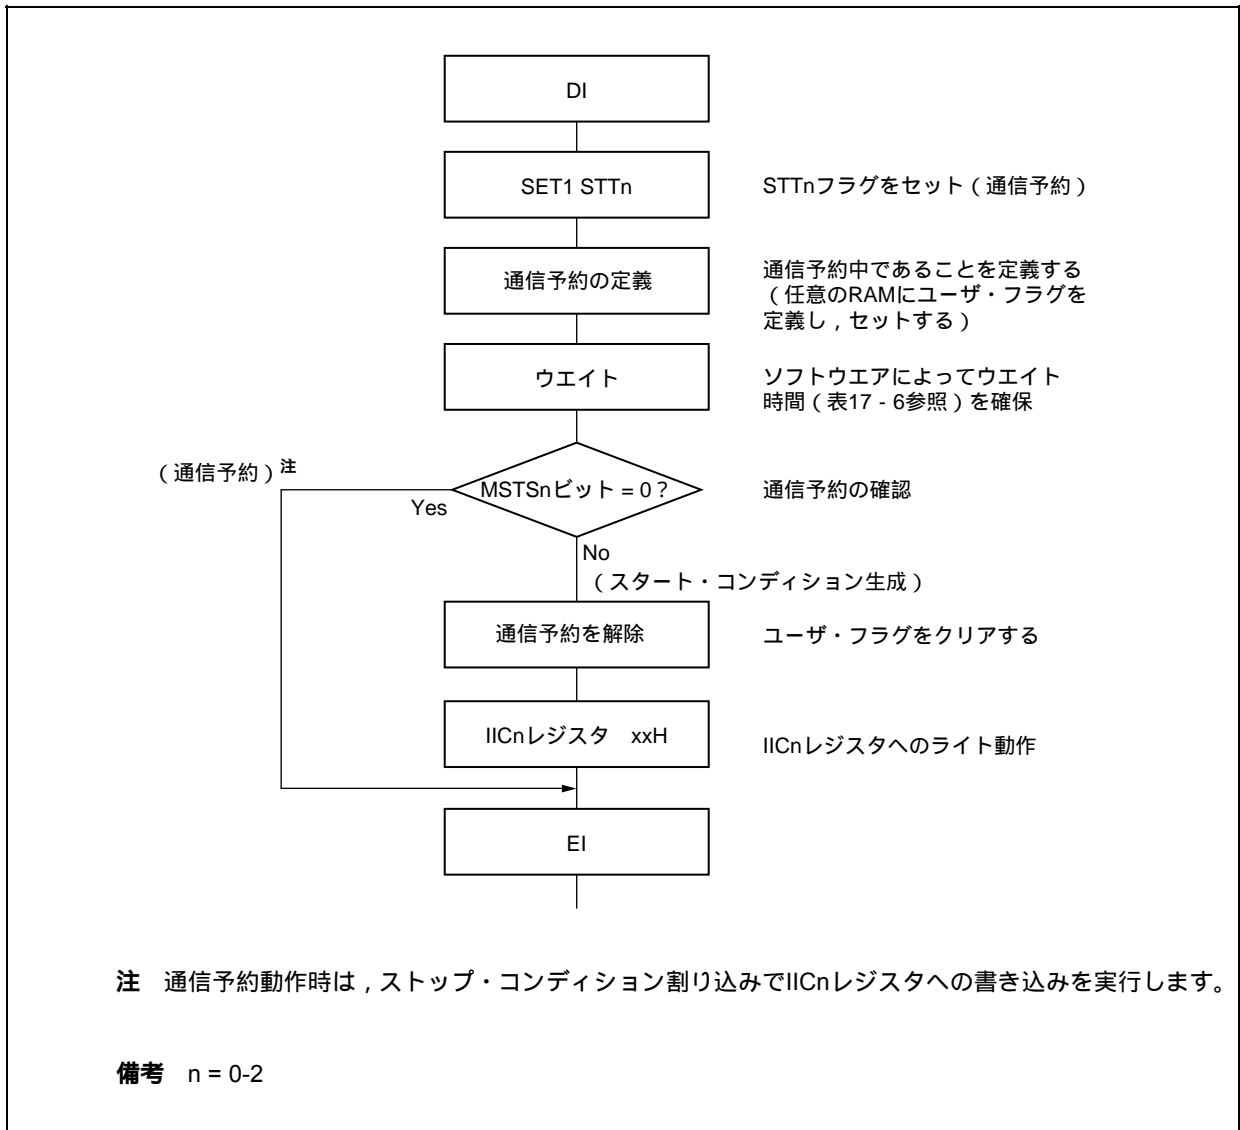 DI
SET1 STTn
STTnフラグをセット（通信予約）
通信予約の定義
通信予約中であることを定義する
（任意のRAMにユーザ・フラグを
定義し，セットする）
ウエイト
ソフトウエアによってウエイト
時間（表17 - 6参照）を確保
（通信予約）注
MSTSnビット = 0？
通信予約の確認
Yes
No
（スタート・コンディション生成）
通信予約を解除
ユーザ・フラグをクリアする
IICnレジスタ　xxH
IICnレジスタへのライト動作
EI
注　通信予約動作時は，ストップ・コンディション割り込みでIICnレジスタへの書き込みを実行します。
備考　n = 0-2